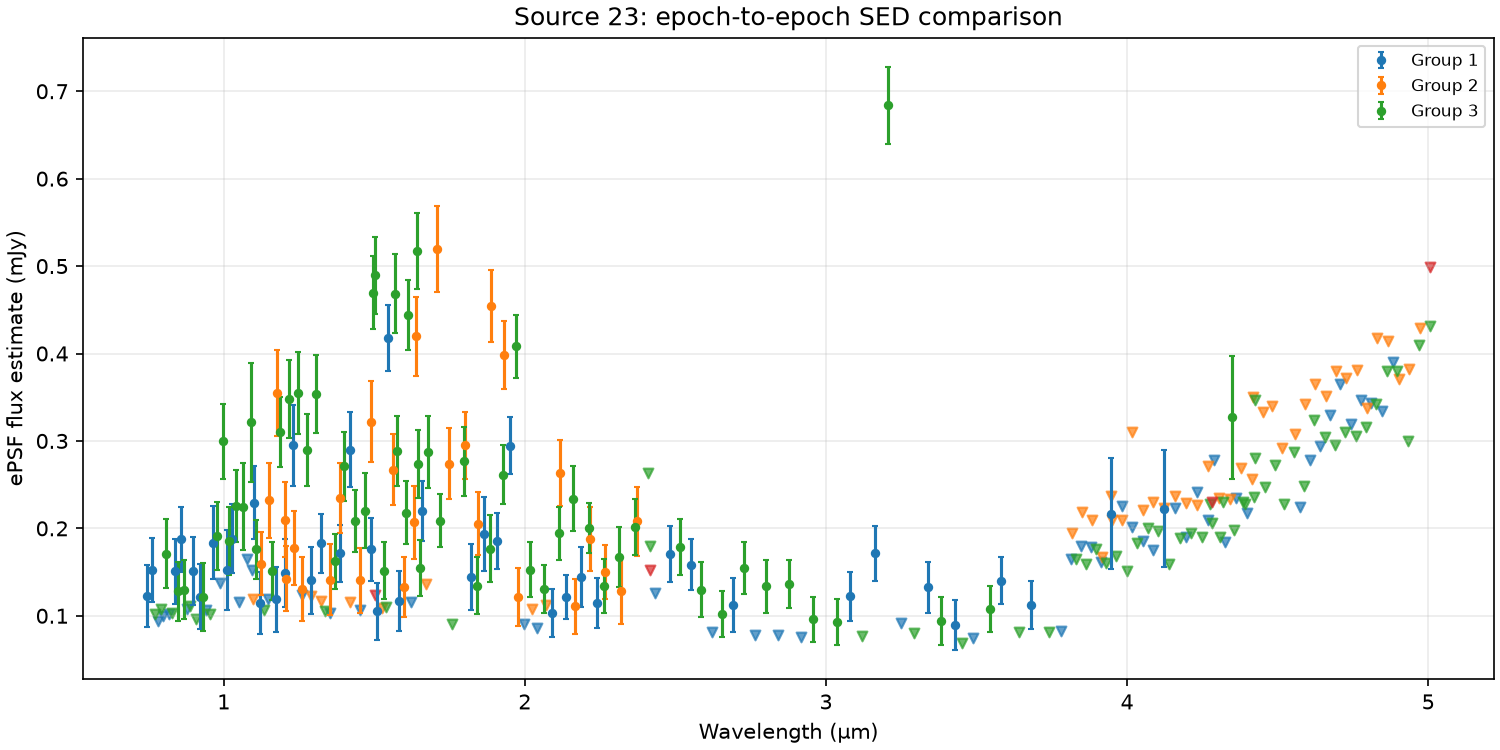 Source 23: epoch-to-epoch SED comparison
Group 1
Group 2
Group 3
ePSF flux estimate (mJy)
0.7
0.6
0.5
0.4
0.3
0.2
0.1
1 2 3 4 5
Wavelength (μm)